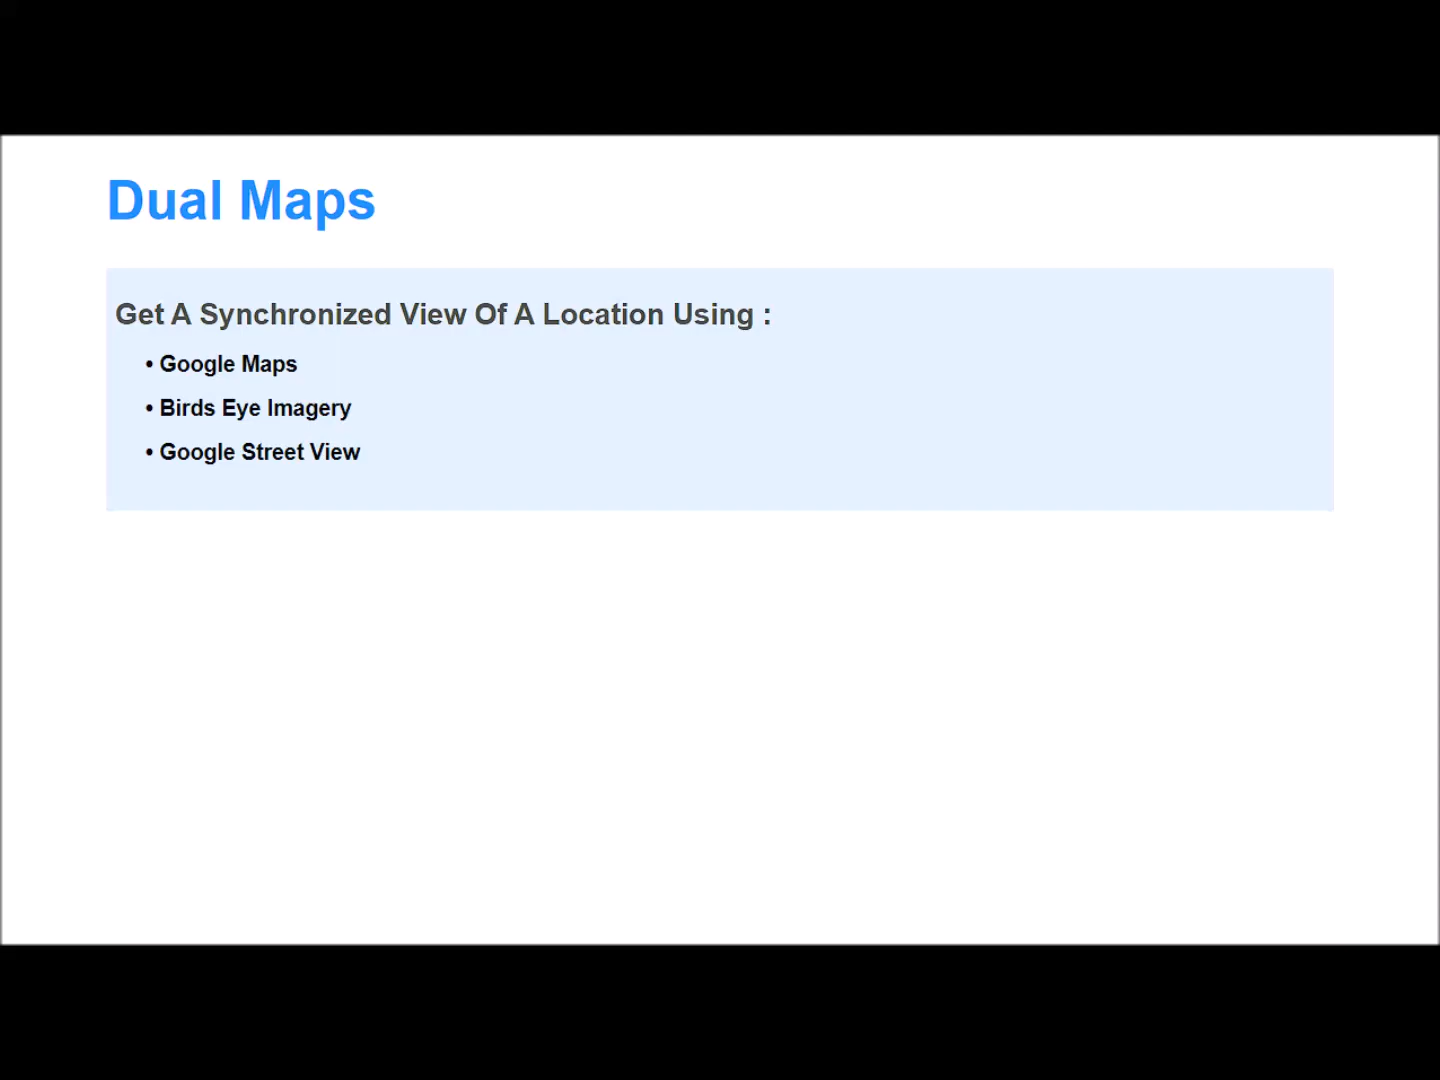 Dual Maps
Get A Synchronized View Of A Location Using :
• Google Maps
• Birds Eye Imagery
• Google Street View